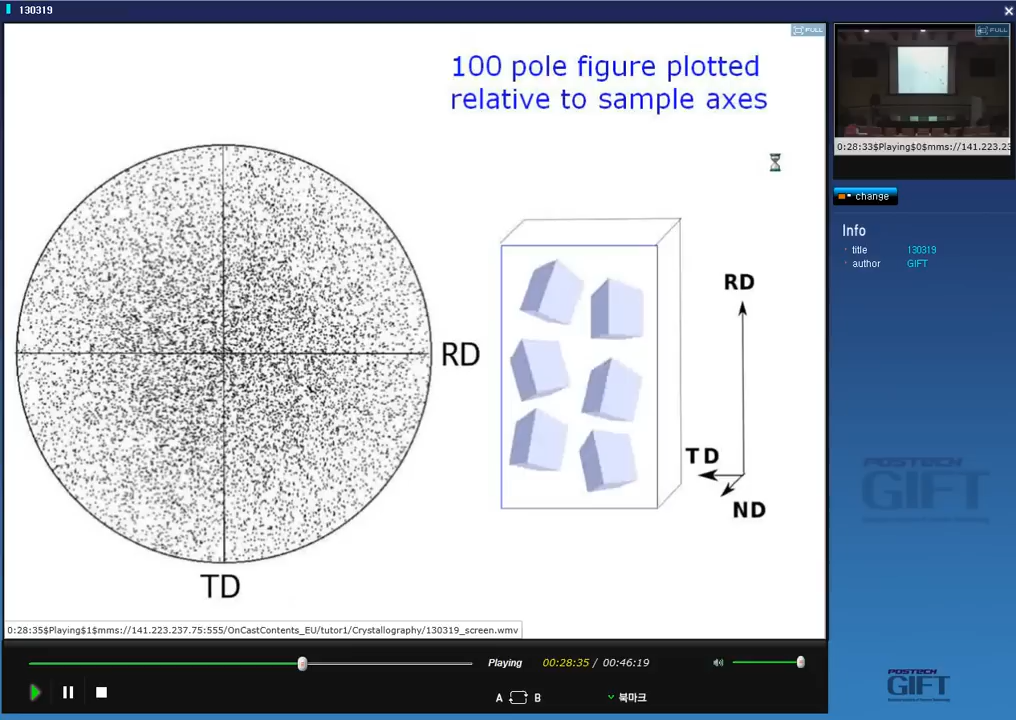 130319
FULL
100 pole figure plotted
relative to sample axes
RD
TD
RD
TD
ND
0:28:35$Playing$1$mms://141.223.237.75:555/OnCastContents_EU/tutor1/Crystallography/130319_screen.wmv
Playing
00:28:35 / 00:46:19
A B
북마크
FULL
0:28:33$Playing$0$mms://141.223.23
change
Info
title 130319
author GIFT
POSTECH
GIFT
POSTECH
GIFT